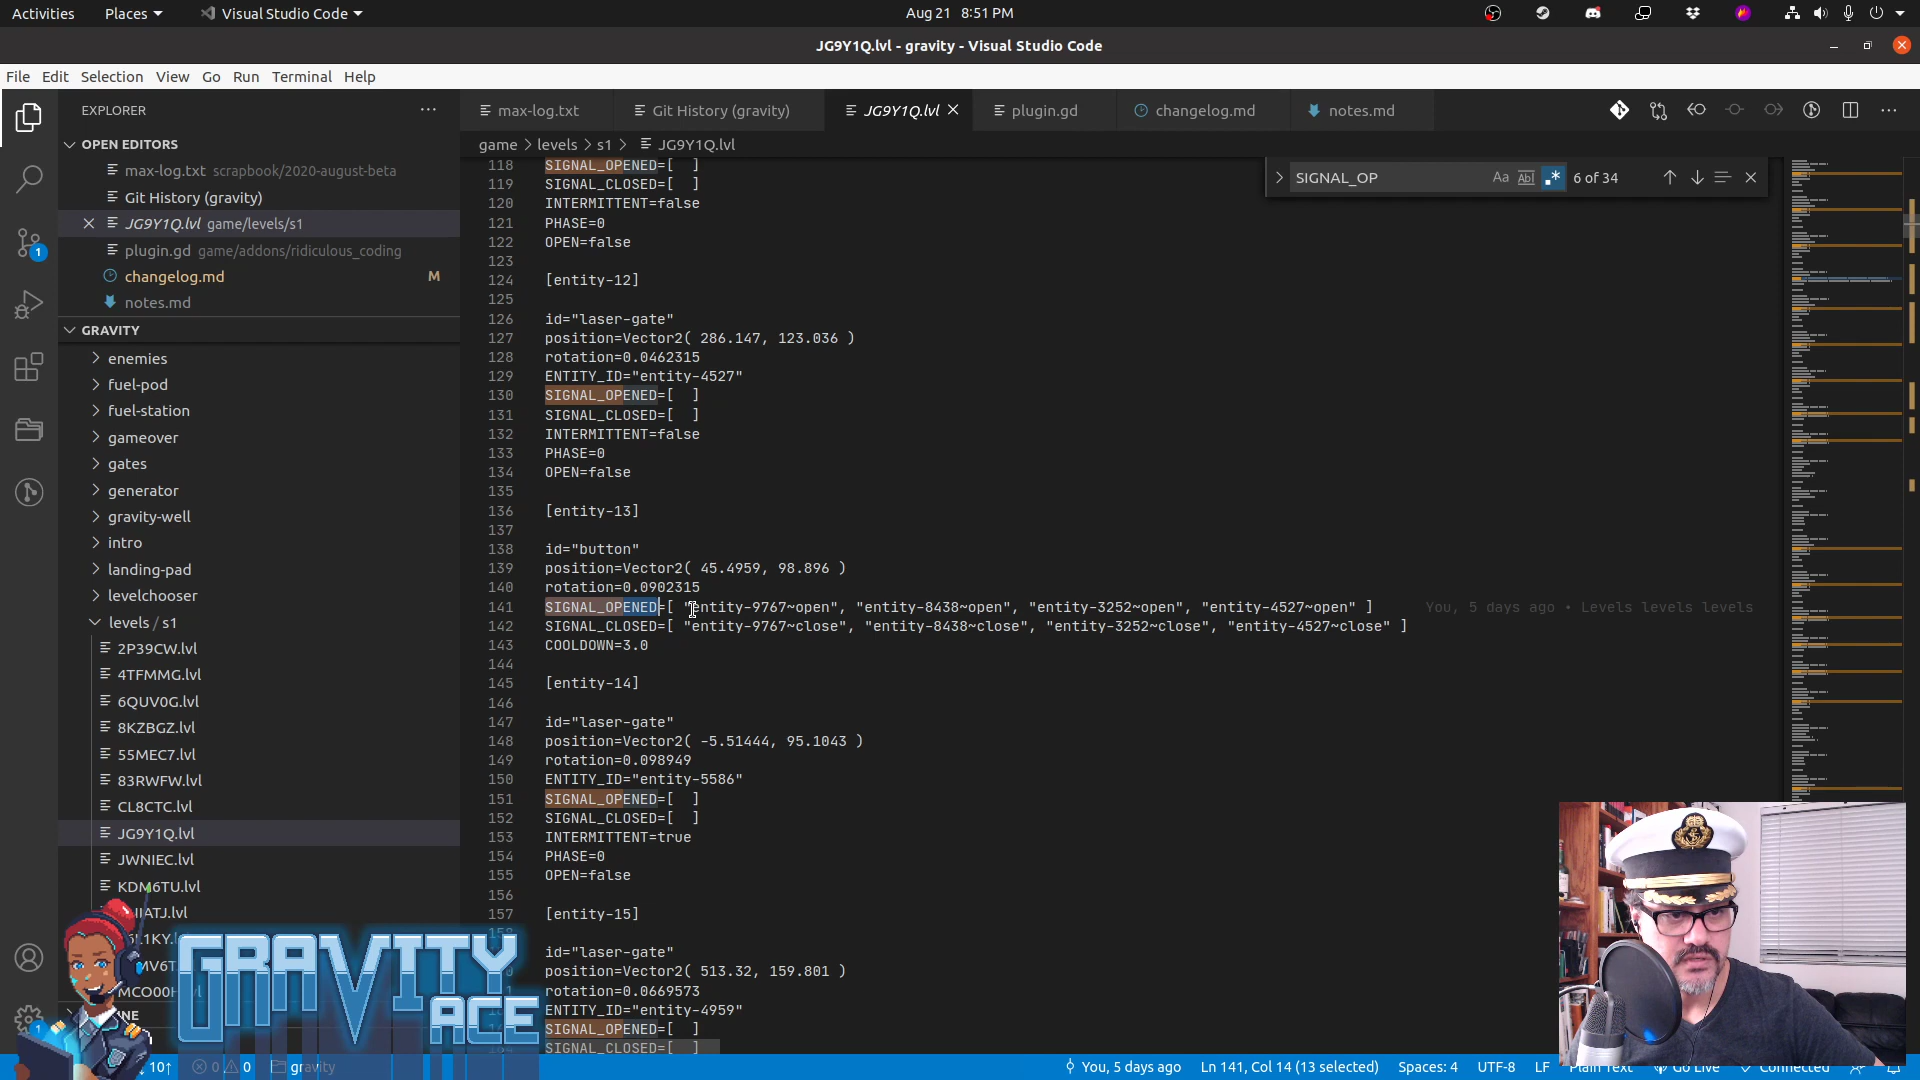 Activities Places Visual Studio Code Aug 21 8:51 PM
JG9Y1Q.lvl - gravity - Visual Studio Code
File Edit Selection View Go Run Terminal Help
EXPLORER
max-log.txt Git History (gravity) JG9Y1Q.lvl plugin.gd changelog.md notes.md
OPEN EDITORS
max-log.txt scrapbook/2020-august-beta
Git History (gravity)
JG9Y1Q.lvl game/levels/s1
plugin.gd game/addons/ridiculous_coding
changelog.md M
notes.md
GRAVITY
enemies
fuel-pod
fuel-station
gameover
gates
generator
gravity-well
intro
landing-pad
levelchooser
levels / s1
2P39CW.lvl
4TFMMG.lvl
6QUV0G.lvl
8KZBGZ.lvl
55MEC7.lvl
83RWFW.lvl
CL8CTC.lvl
JG9Y1Q.lvl
JWNIEC.lvl
KDM6TU.lvl
game > levels > s1 > JG9Y1Q.lvl
SIGNAL_OP Aa Abl .* 6 of 34
118 SIGNAL_OPENED=[  ]
119 SIGNAL_CLOSED=[  ]
120 INTERMITTENT=false
121 PHASE=0
122 OPEN=false
123
124 [entity-12]
125
126 id="laser-gate"
127 position=Vector2( 286.147, 123.036 )
128 rotation=0.0462315
129 ENTITY_ID="entity-4527"
130 SIGNAL_OPENED=[  ]
131 SIGNAL_CLOSED=[  ]
132 INTERMITTENT=false
133 PHASE=0
134 OPEN=false
135
136 [entity-13]
137
138 id="button"
139 position=Vector2( 45.4959, 98.896 )
140 rotation=0.0902315
141 SIGNAL_OPENED=[ "entity-9767~open", "entity-8438~open", "entity-3252~open", "entity-4527~open" ] You, 5 days ago • Levels levels levels
142 SIGNAL_CLOSED=[ "entity-9767~close", "entity-8438~close", "entity-3252~close", "entity-4527~close" ]
143 COOLDOWN=3.0
144
145 [entity-14]
146
147 id="laser-gate"
148 position=Vector2( -5.51444, 95.1043 )
149 rotation=0.098949
150 ENTITY_ID="entity-5586"
151 SIGNAL_OPENED=[  ]
152 SIGNAL_CLOSED=[  ]
153 INTERMITTENT=true
154 PHASE=0
155 OPEN=false
156
157 [entity-15]
id="laser-gate"
position=Vector2( 513.32, 159.801 )
rotation=0.0669573
ENTITY_ID="entity-4959"
SIGNAL_OPENED=[  ]
SIGNAL_CLOSED=[  ]
GRAVITY
ACE
10↑ 0 0 gravity You, 5 days ago Ln 141, Col 14 (13 selected) Spaces: 4 UTF-8 LF Plain Text Go Live Connected